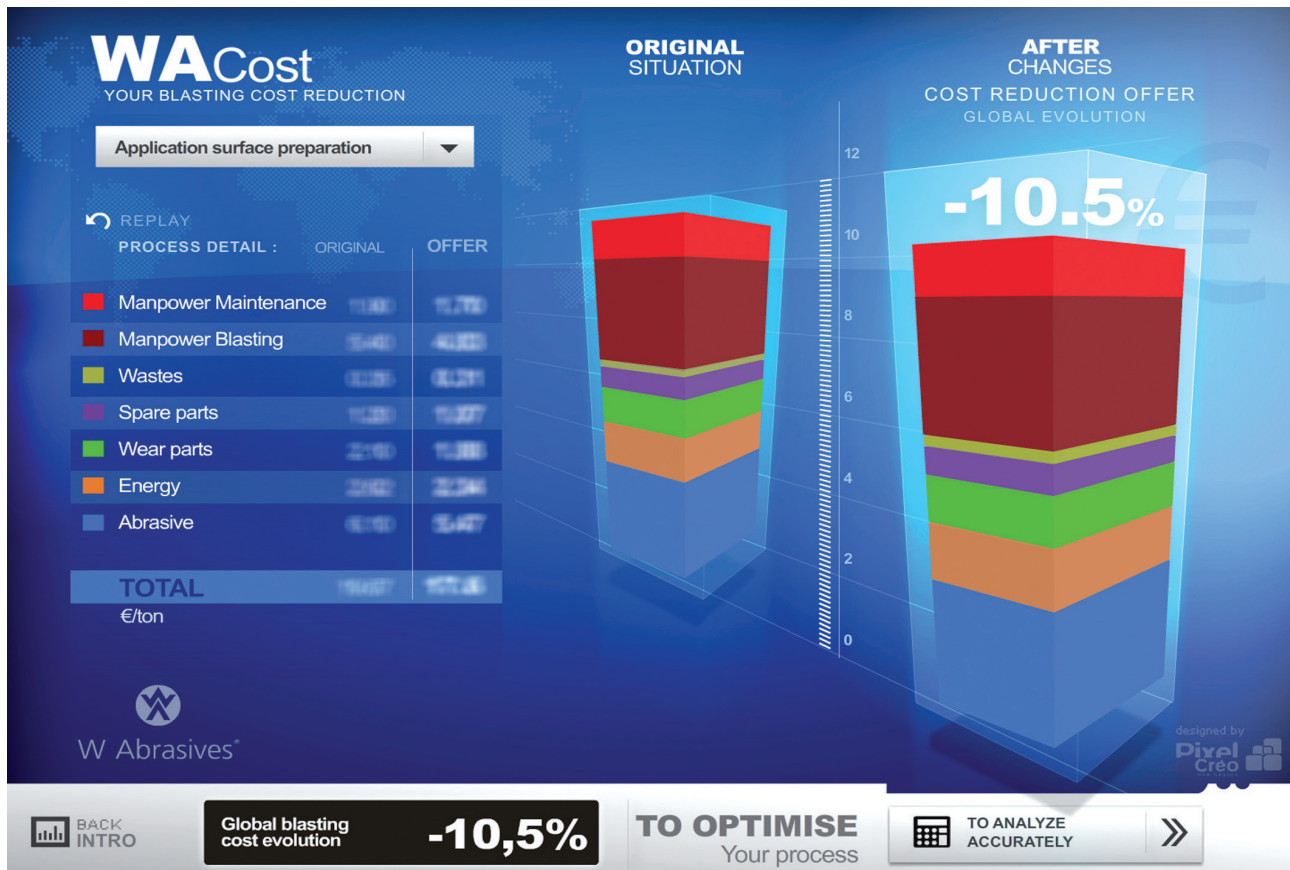 WACost
YOUR BLASTING COST REDUCTION
Application surface preparation
REPLAY
PROCESS DETAIL : ORIGINAL OFFER
Manpower Maintenance
Manpower Blasting
Wastes
Spare parts
Wear parts
Energy
Abrasive
TOTAL
€/ton
W Abrasives®
ORIGINAL
SITUATION
12
10
8
6
4
2
0
AFTER
CHANGES
COST REDUCTION OFFER
GLOBAL EVOLUTION
€
-10.5%
designed by
Pixel
Créo
BACK
INTRO
Global blasting
cost evolution
-10,5%
TO OPTIMISE
Your process
TO ANALYZE
ACCURATELY